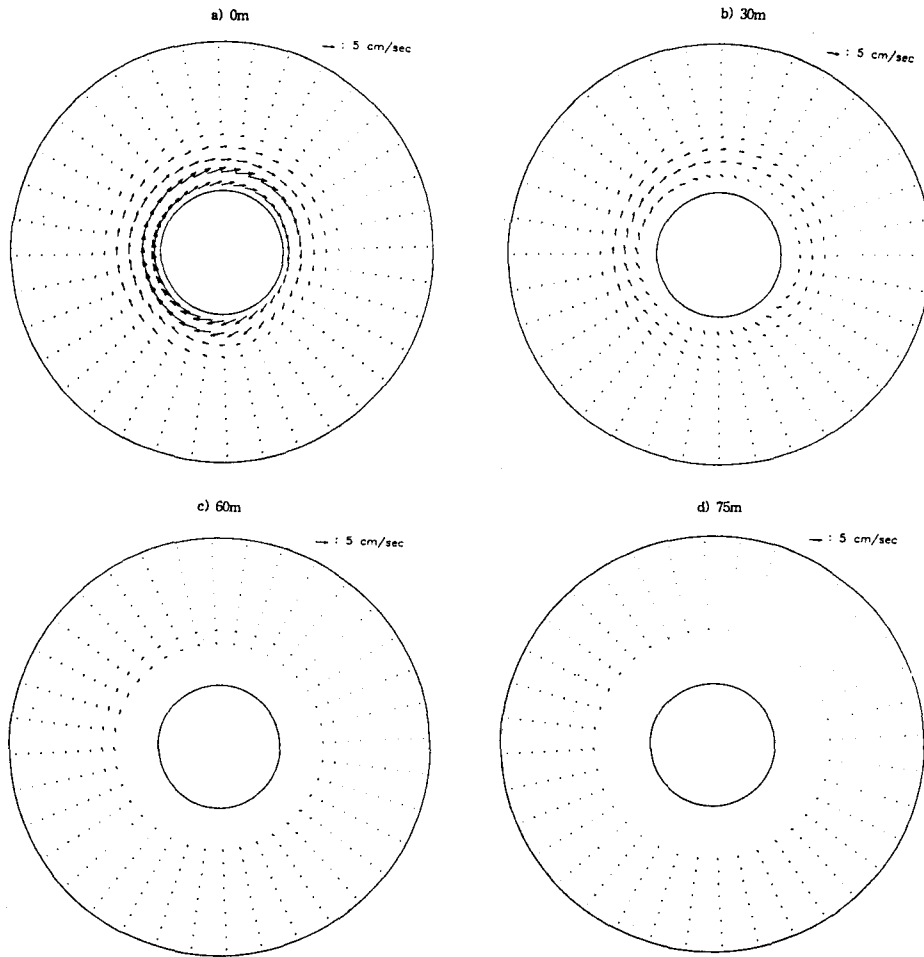 a) 0m
→ : 5 cm/sec
b) 30m
→ : 5 cm/sec
c) 60m
→ : 5 cm/sec
d) 75m
→ : 5 cm/sec